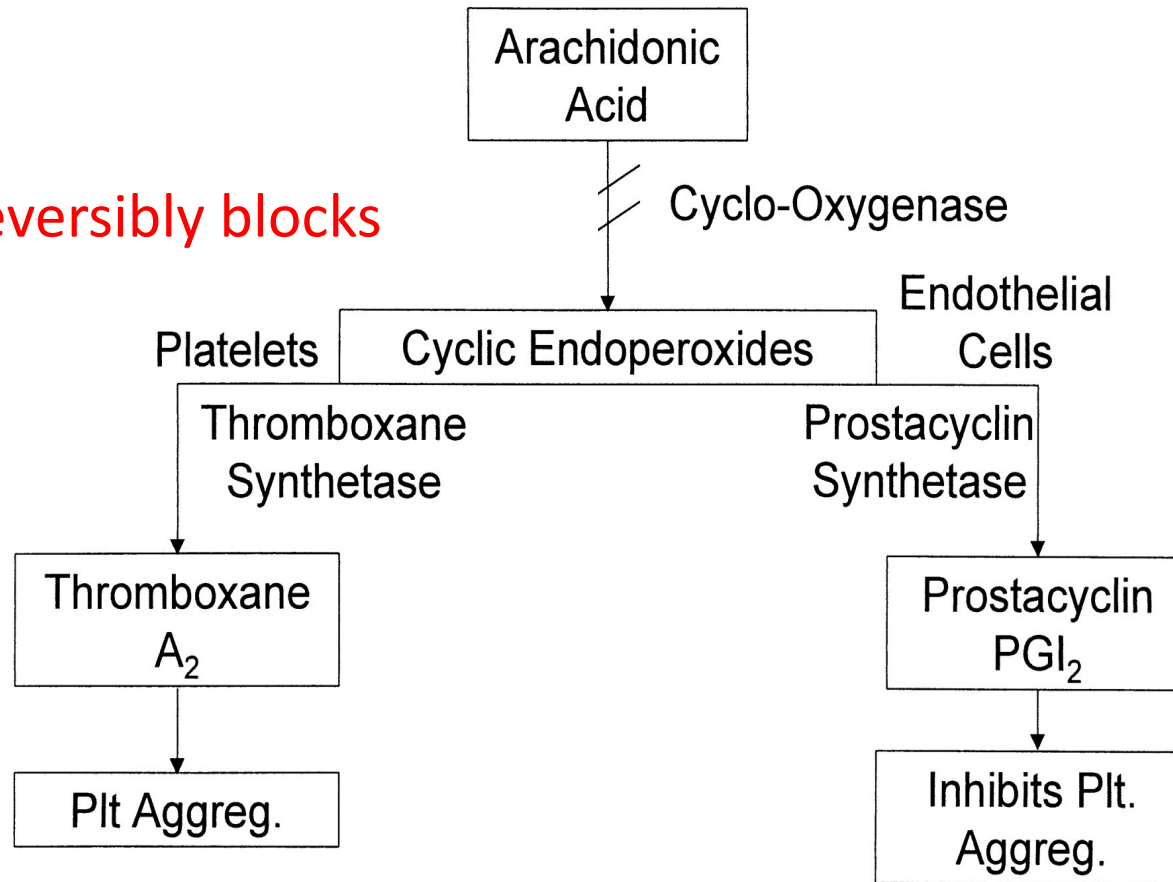 Arachidonic
Acid
eversibly blocks
Cyclo-Oxygenase
Endothelial
Cells
Platelets
Cyclic Endoperoxides
Thromboxane
Synthetase
Prostacyclin
Synthetase
Thromboxane
A₂
Prostacyclin
PGI₂
Plt Aggreg.
Inhibits Plt.
Aggreg.